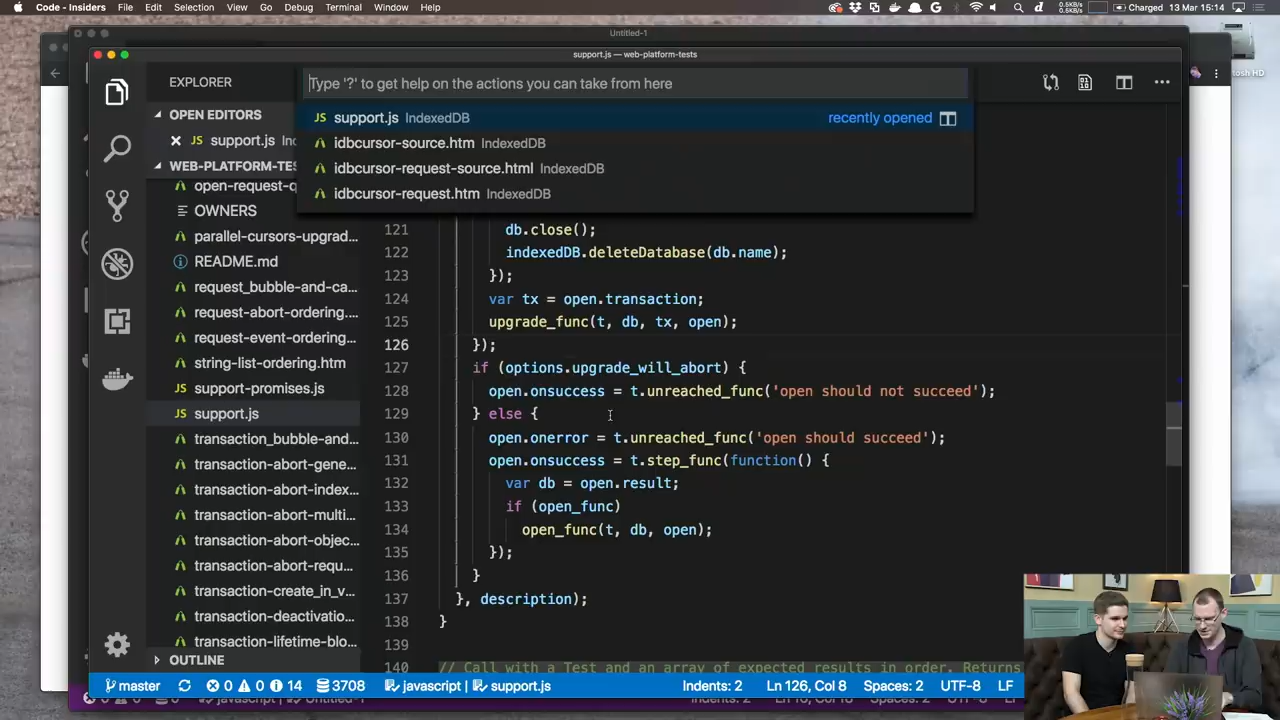 Code - Insiders File Edit Selection View Go Debug Terminal Window Help
0.5KB/s
0.0KB/s
Charged 13 Mar 15:14
Untitled-1
support.js — web-platform-tests
EXPLORER
Type '?' to get help on the actions you can take from here
OPEN EDITORS
support.js IndexedDB recently opened
support.js
idbcursor-source.htm IndexedDB
WEB-PLATFORM-TES
idbcursor-request-source.html IndexedDB
open-request-q
idbcursor-request.htm IndexedDB
OWNERS
parallel-cursors-upgrad...
README.md
request_bubble-and-ca...
request-abort-ordering....
request-event-ordering...
string-list-ordering.htm
support-promises.js
support.js
transaction_bubble-and...
transaction-abort-gene...
transaction-abort-index...
transaction-abort-multi...
transaction-abort-objec...
transaction-abort-requ...
transaction-create_in_v...
transaction-deactivatio...
transaction-lifetime-blo...
OUTLINE
121 db.close();
122 indexedDB.deleteDatabase(db.name);
123 });
124 var tx = open.transaction;
125 upgrade_func(t, db, tx, open);
126 });
127 if (options.upgrade_will_abort) {
128 open.onsuccess = t.unreached_func('open should not succeed');
129 } else {
130 open.onerror = t.unreached_func('open should succeed');
131 open.onsuccess = t.step_func(function() {
132 var db = open.result;
133 if (open_func)
134 open_func(t, db, open);
135 });
136 }
137 }, description);
138 }
139
140 // Call with a Test and an array of expected results in order. Returns
master 0 0 14 3708 javascript | support.js Indents: 2 Ln 126, Col 8 Spaces: 2 UTF-8 LF